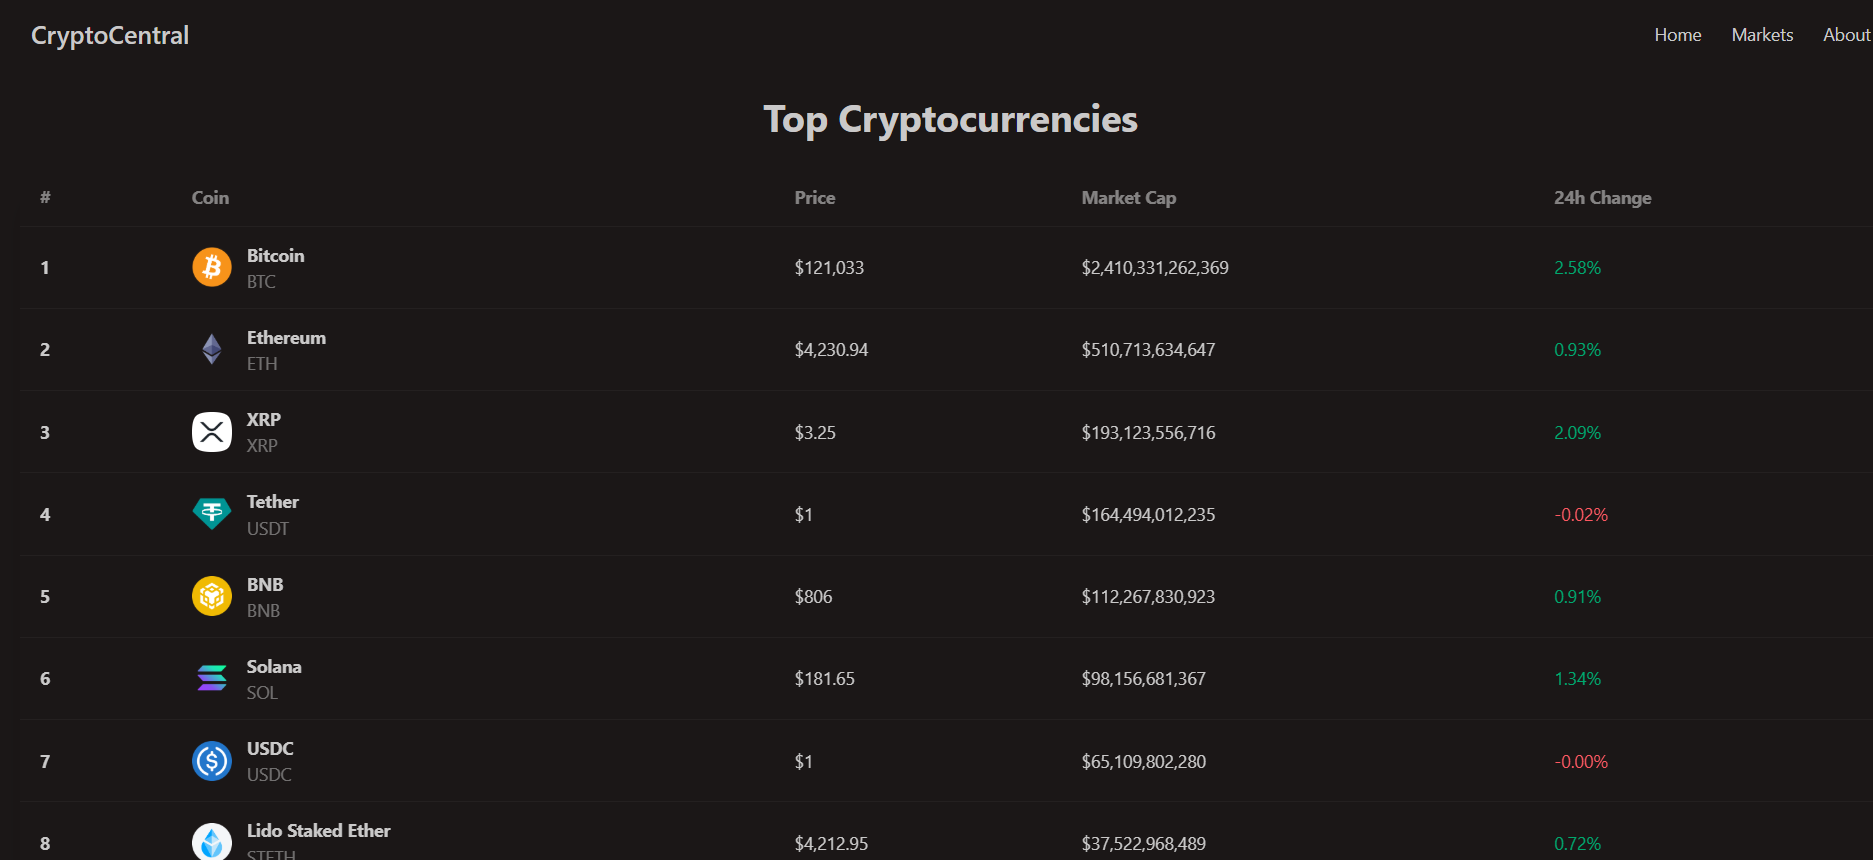 CryptoCentral
Home Markets About
Top Cryptocurrencies
# Coin Price Market Cap 24h Change
1 Bitcoin $121,033 $2,410,331,262,369 2.58%
BTC
2 Ethereum $4,230.94 $510,713,634,647 0.93%
ETH
3 XRP $3.25 $193,123,556,716 2.09%
XRP
4 Tether $1 $164,494,012,235 -0.02%
USDT
5 BNB $806 $112,267,830,923 0.91%
BNB
6 Solana $181.65 $98,156,681,367 1.34%
SOL
7 USDC $1 $65,109,802,280 -0.00%
USDC
8 Lido Staked Ether $4,212.95 $37,522,968,489 0.72%
STETH